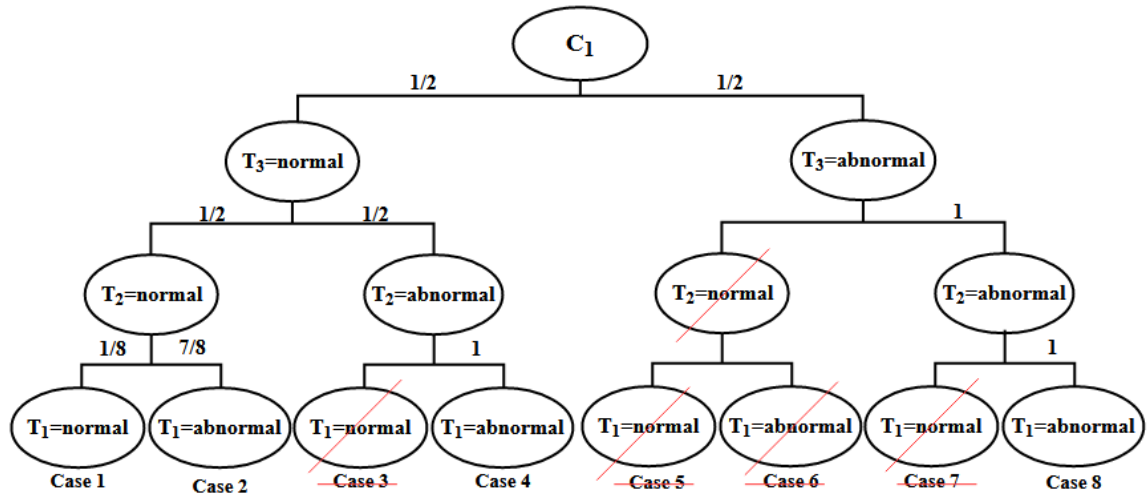 C1
1/2 1/2
T3=normal T3=abnormal
1/2 1/2 1
T2=normal T2=abnormal T2=normal T2=abnormal
1/8 7/8 1 1
T1=normal T1=abnormal T1=normal T1=abnormal T1=normal T1=abnormal T1=normal T1=abnormal
Case 1 Case 2 Case 3 Case 4 Case 5 Case 6 Case 7 Case 8